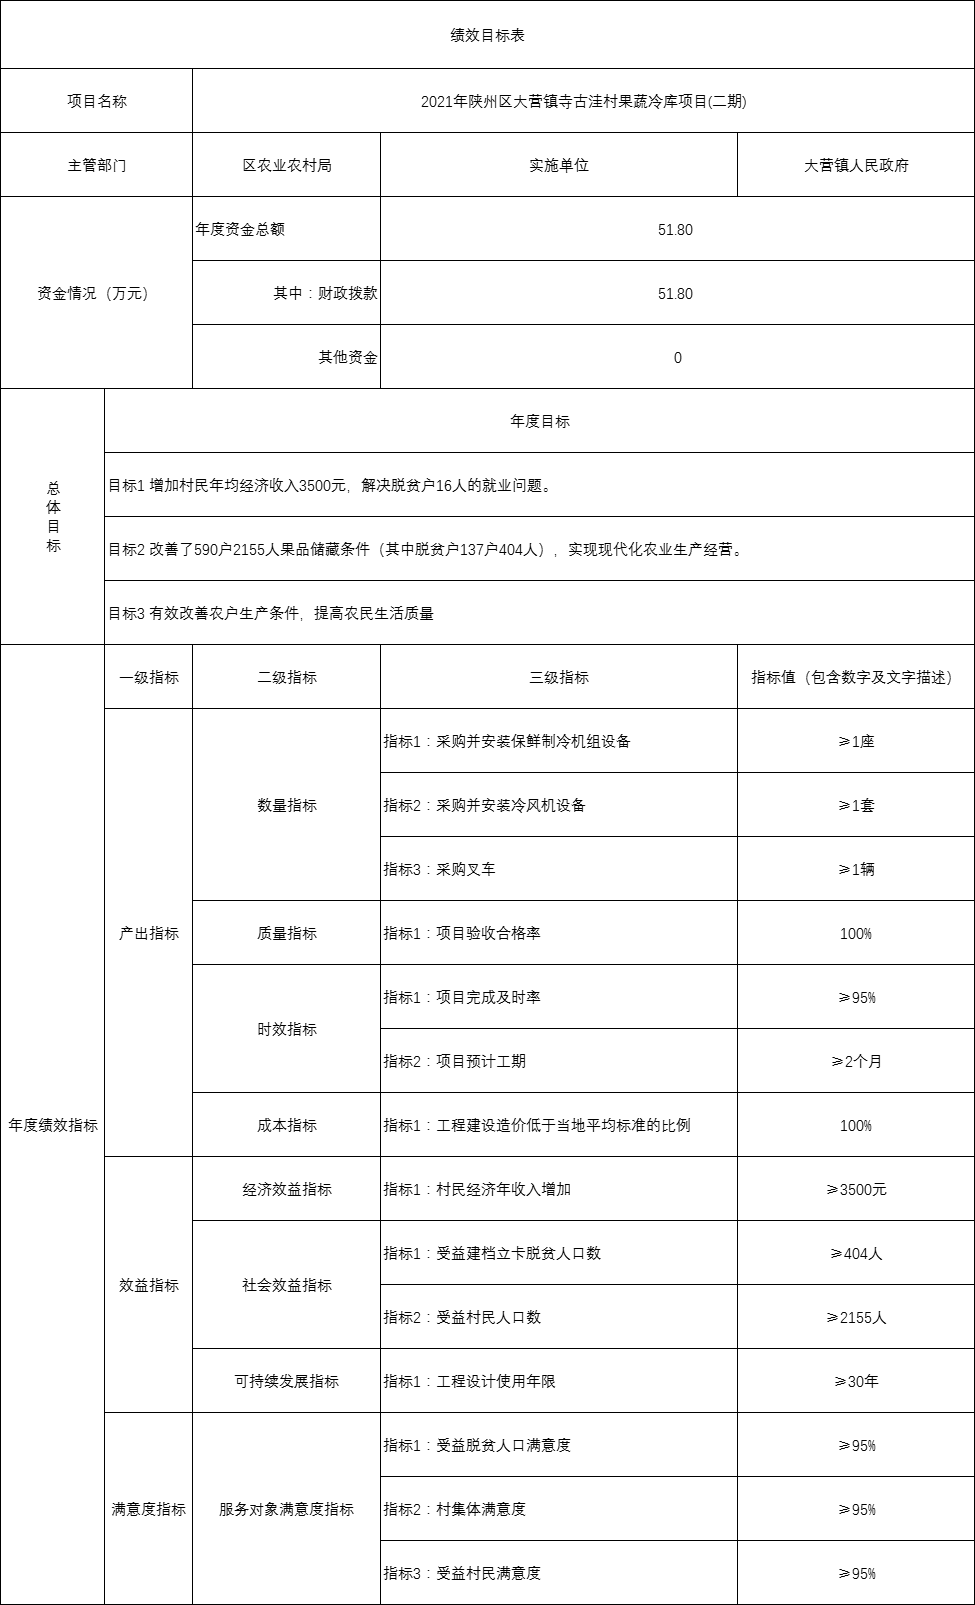 绩效目标表
项目名称
2021年陕州区大营镇寺古洼村果蔬冷库项目(二期)
主管部门
区农业农村局
实施单位
大营镇人民政府
资金情况（万元）
年度资金总额
51.80
其中：财政拨款
51.80
其他资金
0
总体目标
年度目标
目标1 增加村民年均经济收入3500元，解决脱贫户16人的就业问题。
目标2 改善了590户2155人果品储藏条件（其中脱贫户137户404人），实现现代化农业生产经营。
目标3 有效改善农户生产条件，提高农民生活质量
年度绩效指标
一级指标
二级指标
三级指标
指标值（包含数字及文字描述）
产出指标
数量指标
指标1：采购并安装保鲜制冷机组设备
≥1座
指标2：采购并安装冷风机设备
≥1套
指标3：采购叉车
≥1辆
质量指标
指标1：项目验收合格率
100%
时效指标
指标1：项目完成及时率
≥95%
指标2：项目预计工期
≥2个月
成本指标
指标1：工程建设造价低于当地平均标准的比例
100%
效益指标
经济效益指标
指标1：村民经济年收入增加
≥3500元
社会效益指标
指标1：受益建档立卡脱贫人口数
≥404人
指标2：受益村民人口数
≥2155人
可持续发展指标
指标1：工程设计使用年限
≥30年
满意度指标
服务对象满意度指标
指标1：受益脱贫人口满意度
≥95%
指标2：村集体满意度
≥95%
指标3：受益村民满意度
≥95%